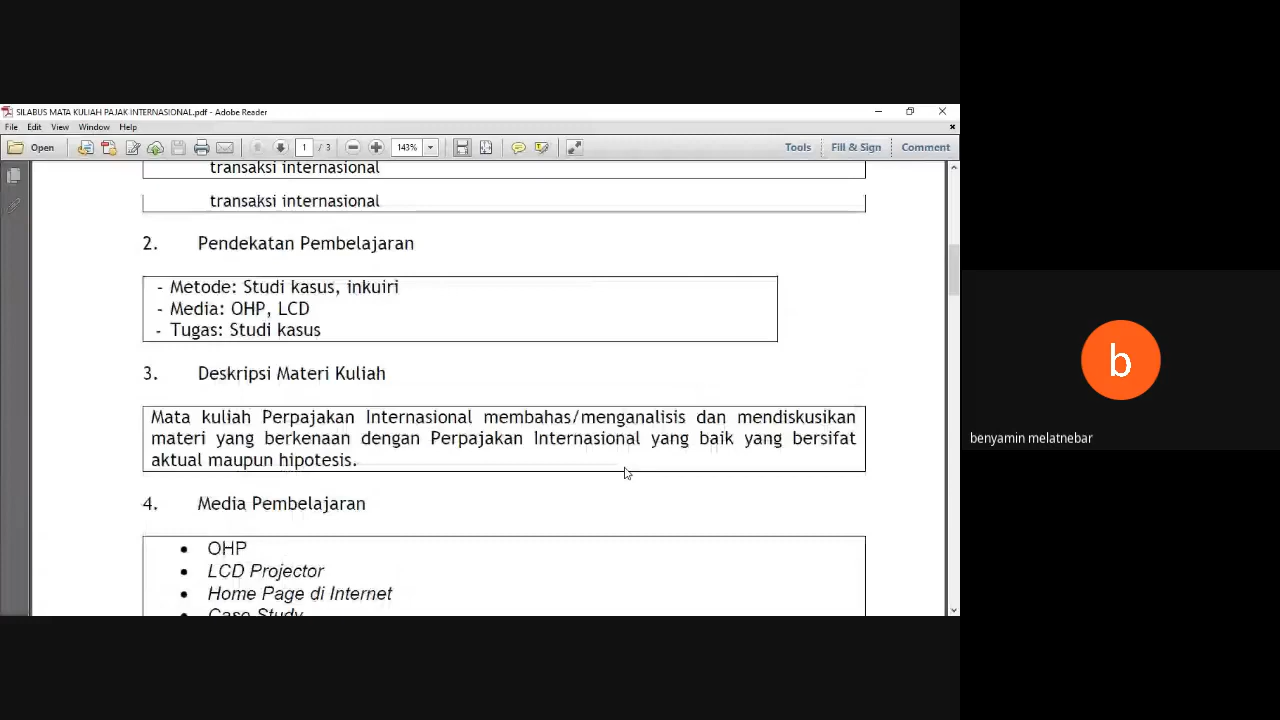 SILABUS MATA KULIAH PAJAK INTERNASIONAL.pdf - Adobe Reader
File Edit View Window Help
Open 1 / 3 143% Tools Fill & Sign Comment
transaksi internasional
transaksi internasional
2. Pendekatan Pembelajaran
- Metode: Studi kasus, inkuiri
- Media: OHP, LCD
- Tugas: Studi kasus
3. Deskripsi Materi Kuliah
Mata kuliah Perpajakan Internasional membahas/menganalisis dan mendiskusikan
materi yang berkenaan dengan Perpajakan Internasional yang baik yang bersifat
aktual maupun hipotesis.
4. Media Pembelajaran
• OHP
• LCD Projector
• Home Page di Internet
• Case Study
b
benyamin melatnebar